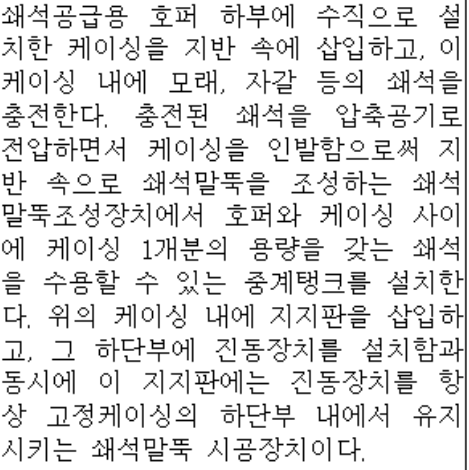 쇄석공급용 호퍼 하부에 수직으로 설
치한 케이싱을 지반 속에 삽입하고, 이
케이싱 내에 모래, 자갈 등의 쇄석을
충전한다. 충전된 쇄석을 압축공기로
전압하면서 케이싱을 인발함으로써 지
반 속으로 쇄석말뚝을 조성하는 쇄석
말뚝조성장치에서 호퍼와 케이싱 사이
에 케이싱 1개분의 용량을 갖는 쇄석
을 수용할 수 있는 중계탱크를 설치한
다. 위의 케이싱 내에 지지판을 삽입하
고, 그 하단부에 진동장치를 설치함과
동시에 이 지지판에는 진동장치를 항
상 고정케이싱의 하단부 내에서 유지
시키는 쇄석말뚝 시공장치이다.